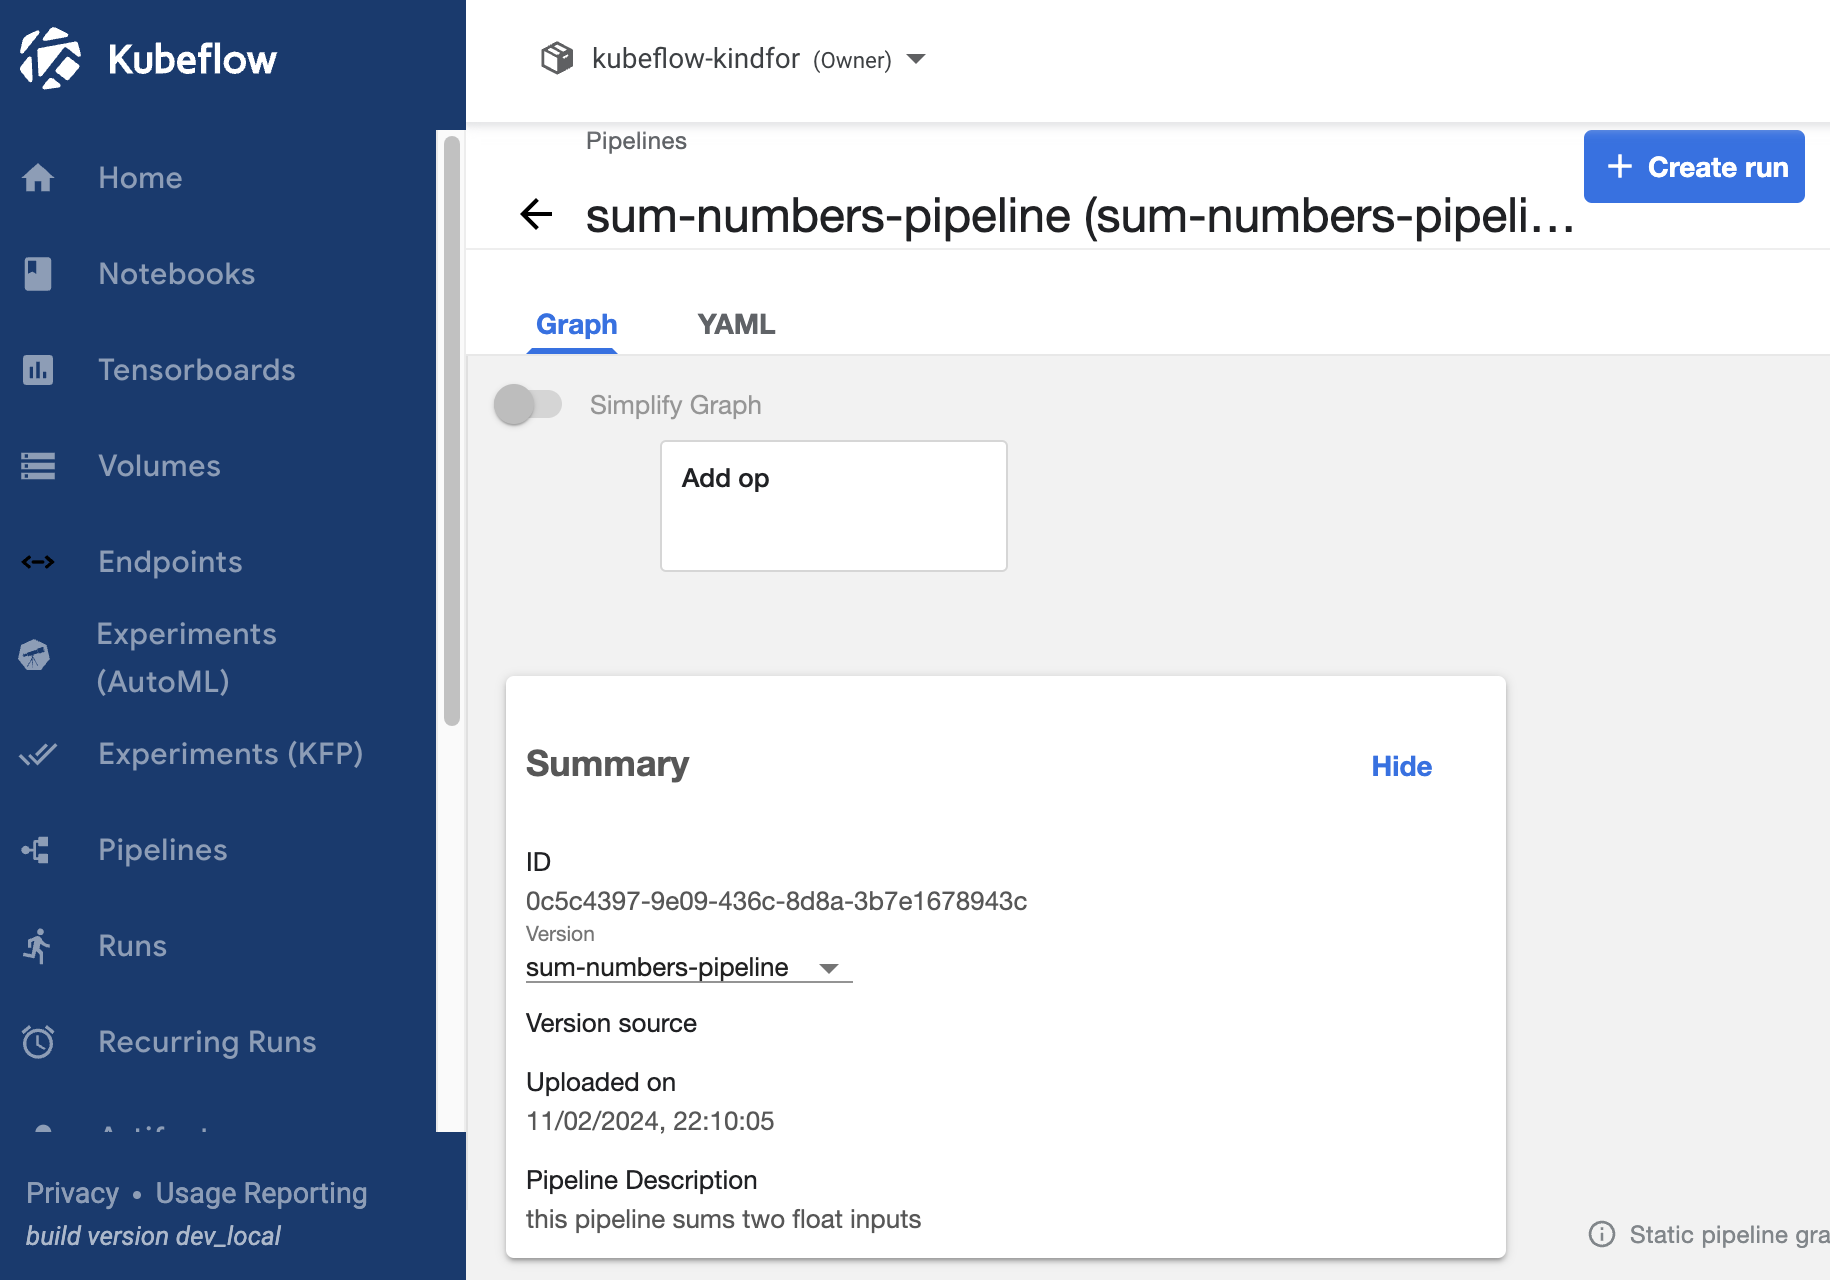 Kubeflow
kubeflow-kindfor (Owner)
Home
Notebooks
Tensorboards
Volumes
Endpoints
Experiments
(AutoML)
Experiments (KFP)
Pipelines
Runs
Recurring Runs
Privacy • Usage Reporting
build version dev_local
Pipelines
sum-numbers-pipeline (sum-numbers-pipeli...
+ Create run
Graph
YAML
Simplify Graph
Add op
Summary
Hide
ID
0c5c4397-9e09-436c-8d8a-3b7e1678943c
Version
sum-numbers-pipeline
Version source
Uploaded on
11/02/2024, 22:10:05
Pipeline Description
this pipeline sums two float inputs
Static pipeline gra